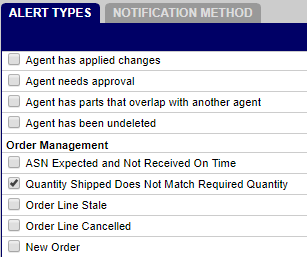 ALERT TYPES NOTIFICATION METHOD
Agent has applied changes
Agent needs approval
Agent has parts that overlap with another agent
Agent has been undeleted
Order Management
ASN Expected and Not Received On Time
Quantity Shipped Does Not Match Required Quantity
Order Line Stale
Order Line Cancelled
New Order